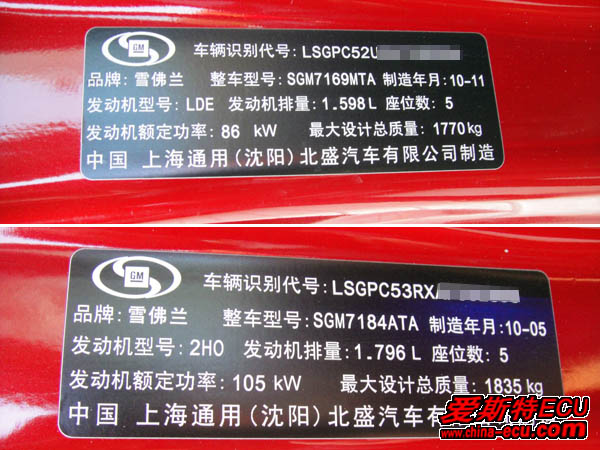 GM
车辆识别代号: LSGPC52U
品牌: 雪佛兰 整车型号: SGM7169MTA 制造年月: 10-11
发动机型号: LDE 发动机排量: 1.598L 座位数: 5
发动机额定功率: 86 kW 最大设计总质量: 1770kg
中国 上海通用(沈阳)北盛汽车有限公司制造
GM
车辆识别代号: LSGPC53RX
品牌: 雪佛兰 整车型号: SGM7184ATA 制造年月: 10-05
发动机型号: 2H0 发动机排量: 1.796L 座位数: 5
发动机额定功率: 105 kW 最大设计总质量: 1835 kg
中国 上海通用(沈阳)北盛汽车有
爱斯特ECU
www.china-ecu.com